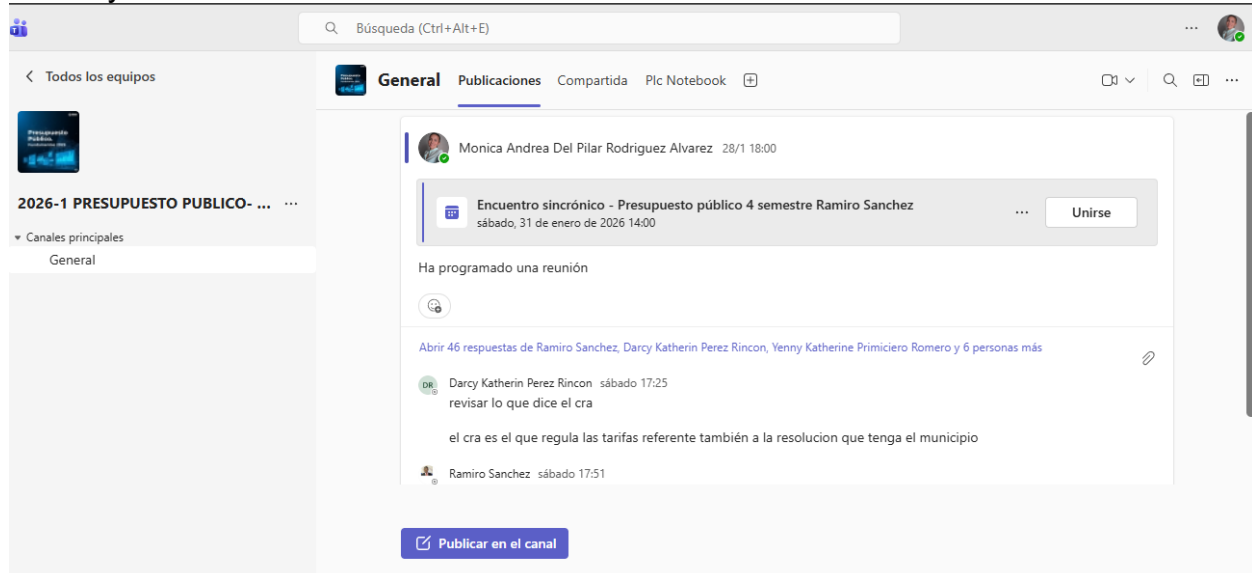 Búsqueda (Ctrl+Alt+E)
Todos los equipos
General Publicaciones Compartida Plc Notebook
Presupuesto
Público.
2026-1 PRESUPUESTO PUBLICO- ...
Canales principales
General
Monica Andrea Del Pilar Rodriguez Alvarez 28/1 18:00
Encuentro sincrónico - Presupuesto público 4 semestre Ramiro Sanchez
sábado, 31 de enero de 2026 14:00
Unirse
Ha programado una reunión
Abrir 46 respuestas de Ramiro Sanchez, Darcy Katherin Perez Rincon, Yenny Katherine Primiciero Romero y 6 personas más
DR Darcy Katherin Perez Rincon sábado 17:25
revisar lo que dice el cra
el cra es el que regula las tarifas referente también a la resolucion que tenga el municipio
Ramiro Sanchez sábado 17:51
Publicar en el canal